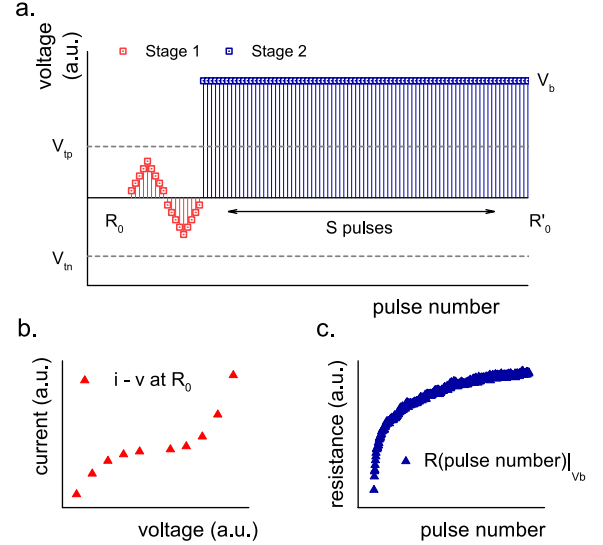 a.
voltage
(a.u.)
Stage 1
Stage 2
V_b
V_tp
R_0
S pulses
R'_0
V_tn
pulse number
b.
c.
current (a.u.)
i - v at R_0
voltage (a.u.)
resistance (a.u.)
R(pulse number)|_Vb
pulse number